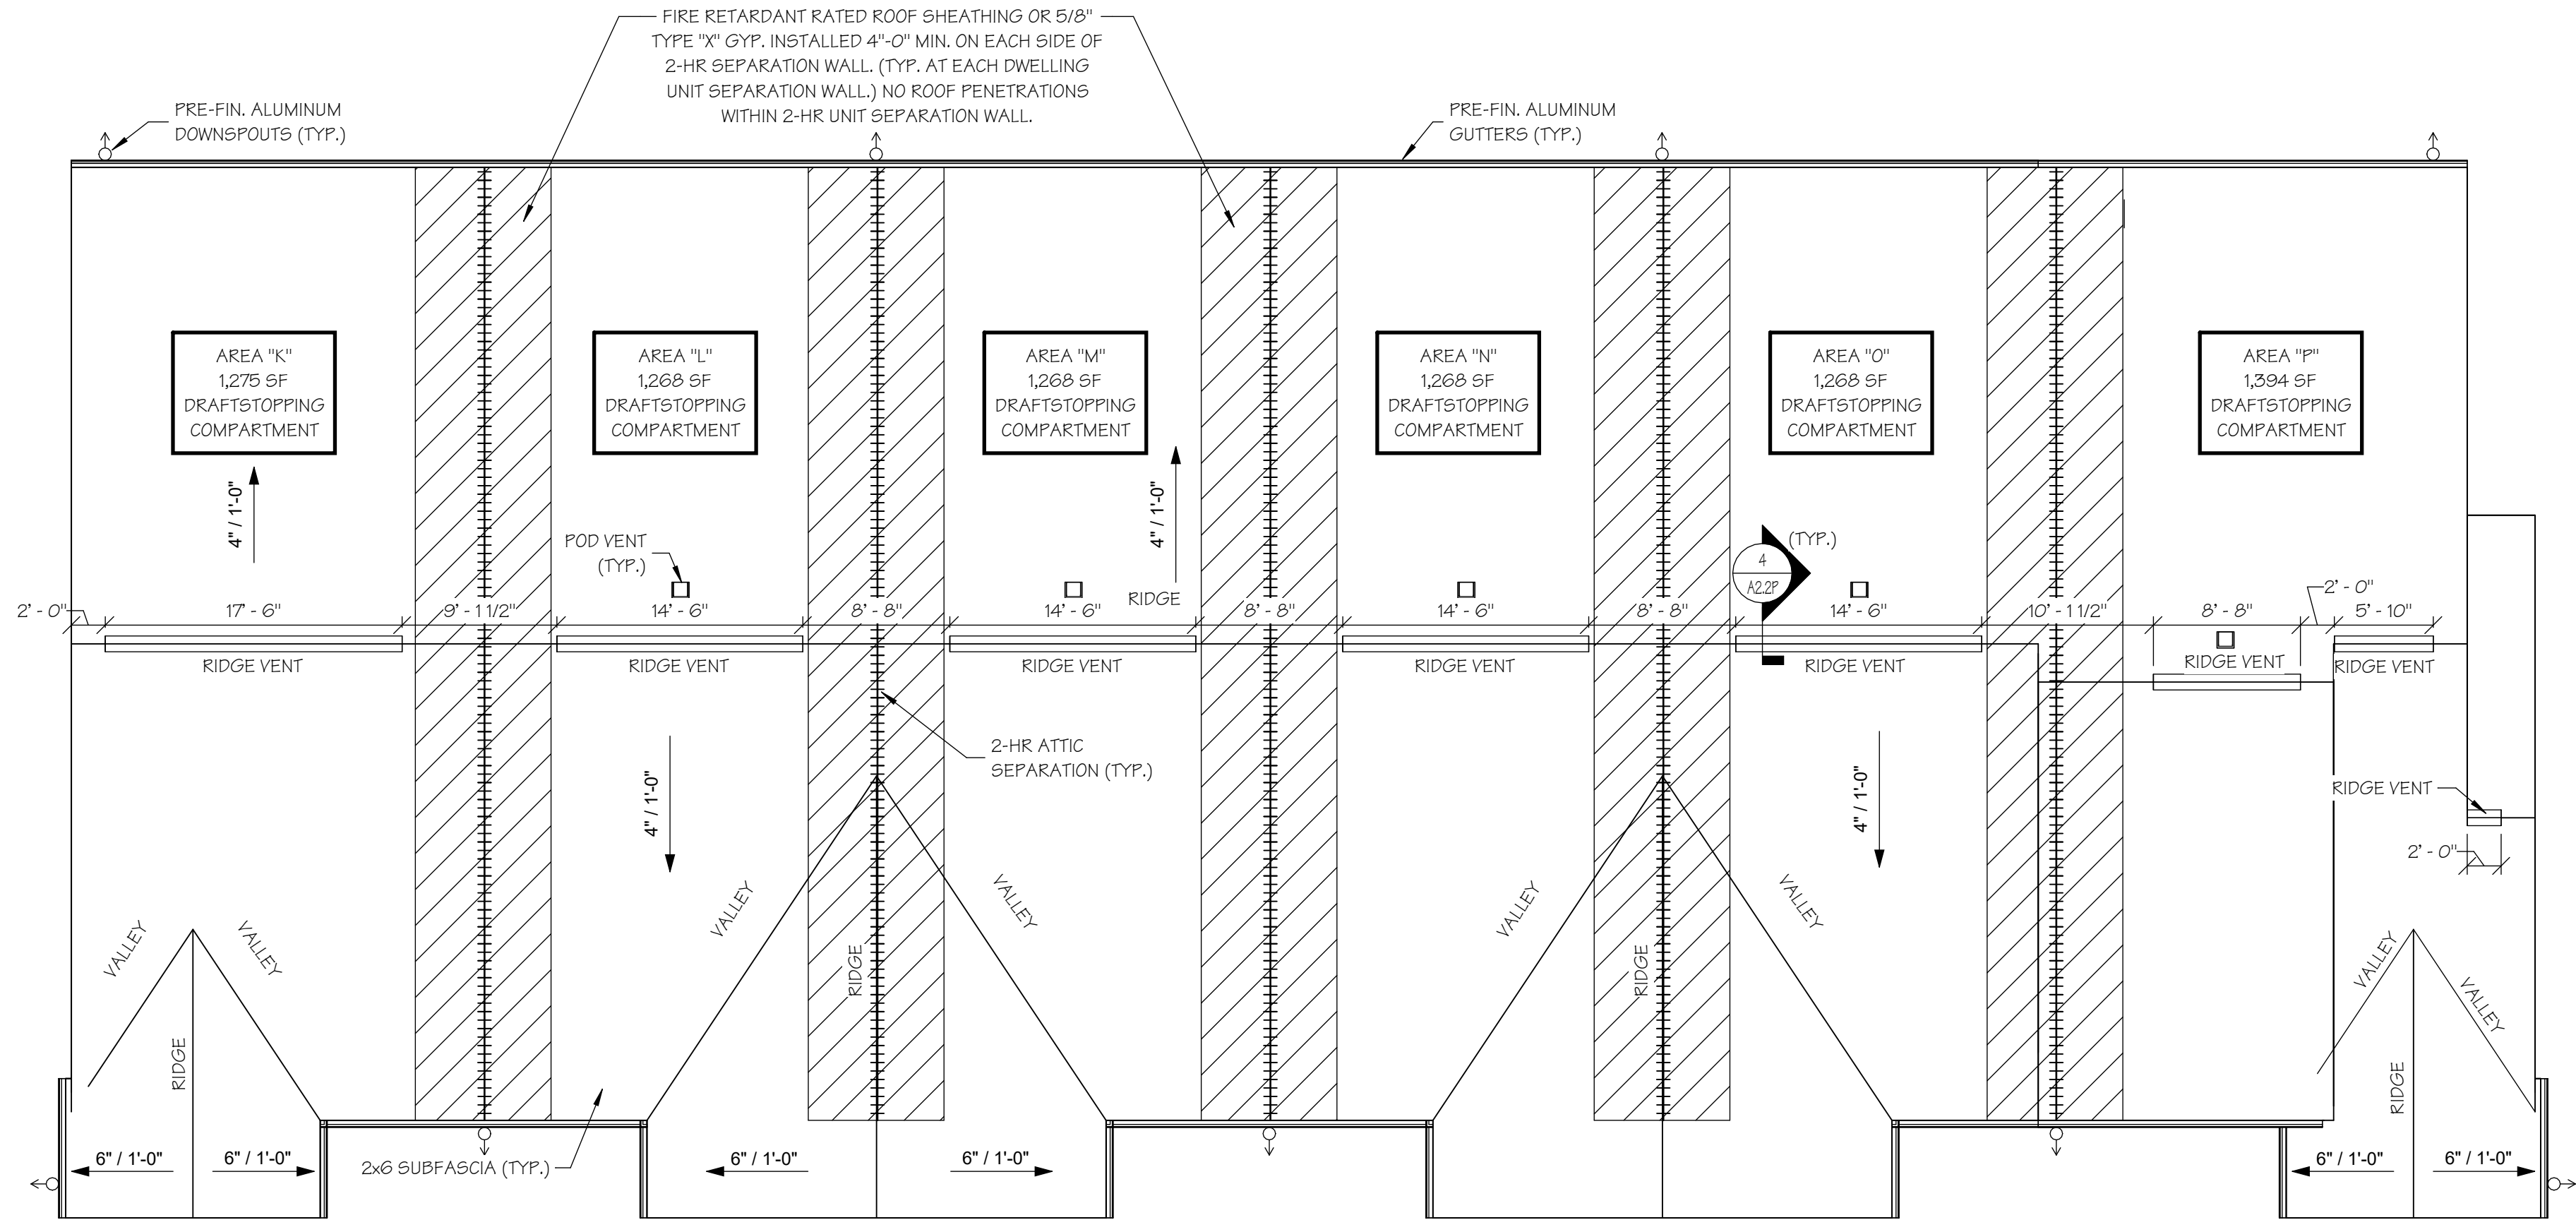 FIRE RETARDANT RATED ROOF SHEATHING OR 5/8"
TYPE "X" GYP. INSTALLED 4"-0" MIN. ON EACH SIDE OF
2-HR SEPARATION WALL. (TYP. AT EACH DWELLING
UNIT SEPARATION WALL.) NO ROOF PENETRATIONS
WITHIN 2-HR UNIT SEPARATION WALL.
PRE-FIN. ALUMINUM
DOWNSPOUTS (TYP.)
PRE-FIN. ALUMINUM
GUTTERS (TYP.)
AREA "K"
1,275 SF
DRAFTSTOPPING
COMPARTMENT
AREA "L"
1,268 SF
DRAFTSTOPPING
COMPARTMENT
AREA "M"
1,268 SF
DRAFTSTOPPING
COMPARTMENT
AREA "N"
1,268 SF
DRAFTSTOPPING
COMPARTMENT
AREA "O"
1,268 SF
DRAFTSTOPPING
COMPARTMENT
AREA "P"
1,394 SF
DRAFTSTOPPING
COMPARTMENT
4" / 1'-0"
4" / 1'-0"
POD VENT
(TYP.)
RIDGE
(TYP.)
4
A2.2P
2' - 0"
17' - 6"
9' - 1 1/2"
14' - 6"
8' - 8"
14' - 6"
8' - 8"
14' - 6"
8' - 8"
14' - 6"
10' - 1 1/2"
8' - 8"
2' - 0"
5' - 10"
RIDGE VENT
RIDGE VENT
RIDGE VENT
RIDGE VENT
RIDGE VENT
RIDGE VENT
RIDGE VENT
2-HR ATTIC
SEPARATION (TYP.)
4" / 1'-0"
4" / 1'-0"
RIDGE VENT
2' - 0"
VALLEY
VALLEY
VALLEY
VALLEY
VALLEY
VALLEY
VALLEY
VALLEY
RIDGE
RIDGE
RIDGE
RIDGE
6" / 1'-0"
6" / 1'-0"
2x6 SUBFASCIA (TYP.)
6" / 1'-0"
6" / 1'-0"
6" / 1'-0"
6" / 1'-0"